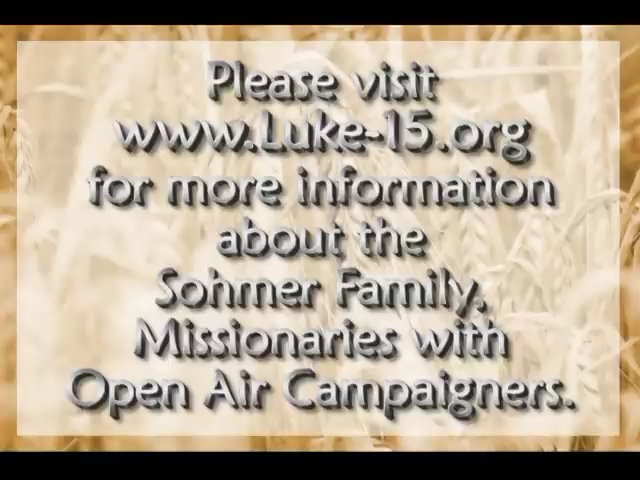 Please visit
www.Luke-15.org
for more information
about the
Sohmer Family,
Missionaries with
Open Air Campaigners.